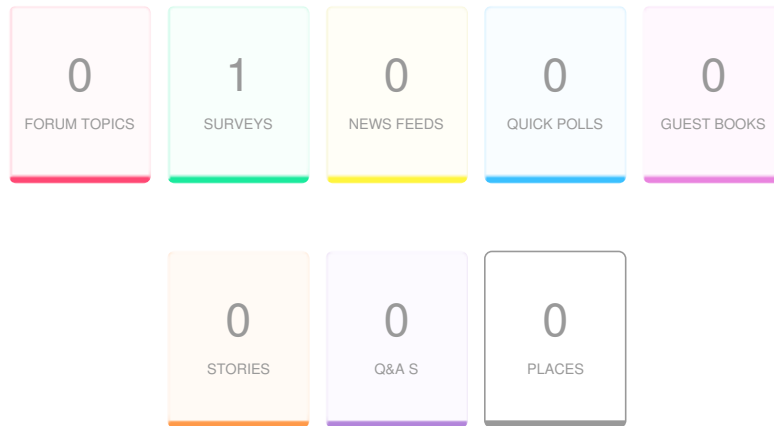 0
FORUM TOPICS
1
SURVEYS
0
NEWS FEEDS
0
QUICK POLLS
0
GUEST BOOKS
0
STORIES
0
Q&A S
0
PLACES